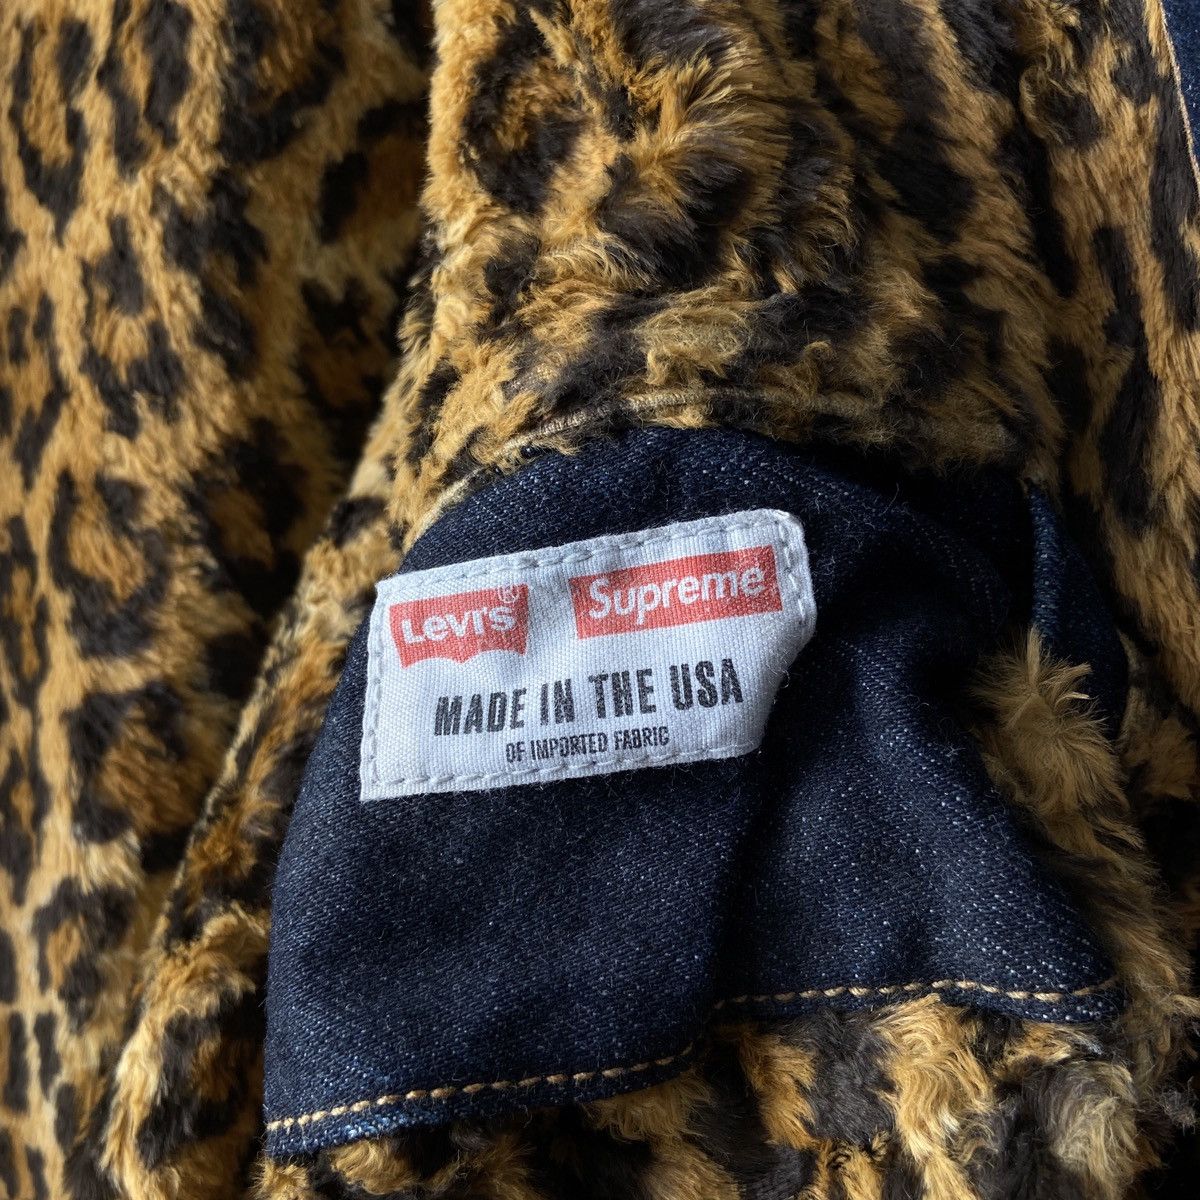 Levi's® Supreme
MADE IN THE USA
OF IMPORTED FABRIC